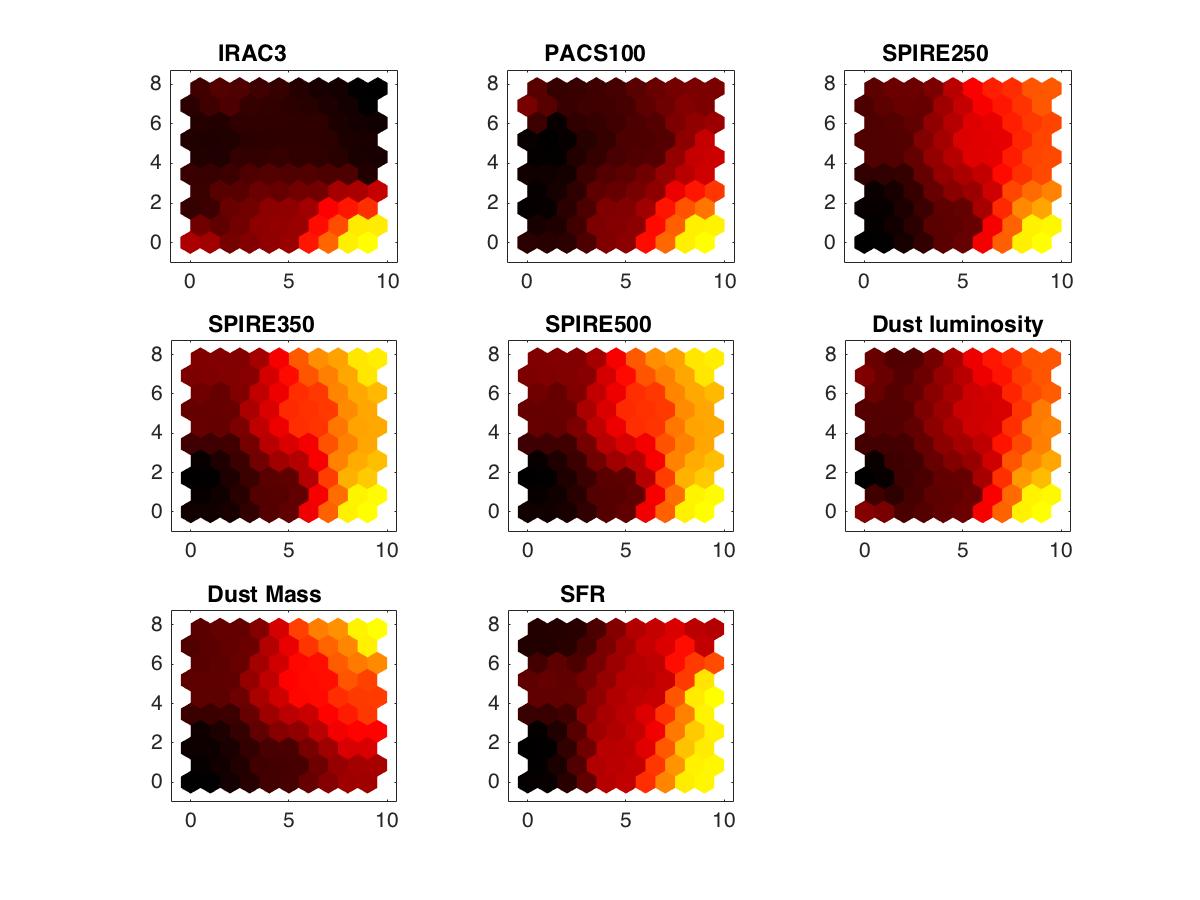 IRAC3 PACS100 SPIRE250
8 8 8
6 6 6
4 4 4
2 2 2
0 0 0
0 5 10 0 5 10 0 5 10
SPIRE350 SPIRE500 Dust luminosity
8 8 8
6 6 6
4 4 4
2 2 2
0 0 0
0 5 10 0 5 10 0 5 10
Dust Mass SFR
8 8
6 6
4 4
2 2
0 0
0 5 10 0 5 10